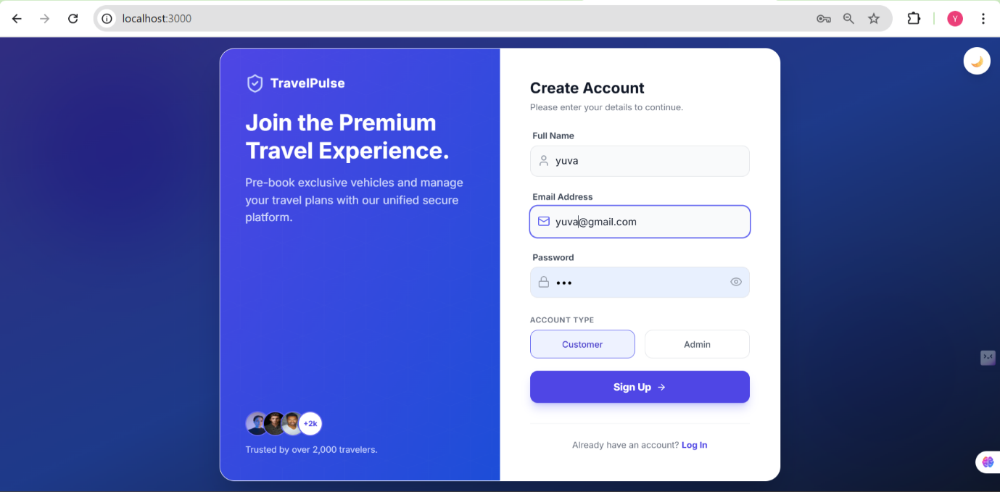 localhost:3000
Y
TravelPulse
Join the Premium
Travel Experience.
Pre-book exclusive vehicles and manage
your travel plans with our unified secure
platform.
+2k
Trusted by over 2,000 travelers.
Create Account
Please enter your details to continue.
Full Name
yuva
Email Address
yuva@gmail.com
Password
•••
ACCOUNT TYPE
Customer
Admin
Sign Up →
Already have an account? Log In